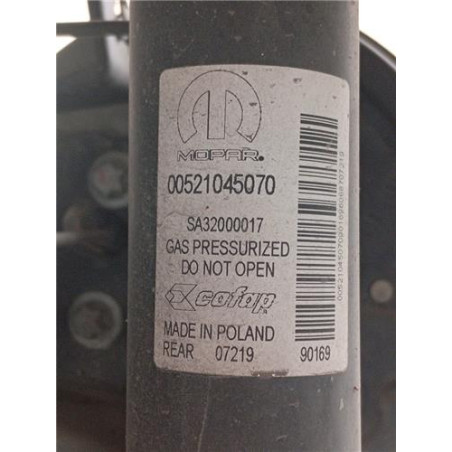 MOPAR®
00521045070
SA32000017
GAS PRESSURIZED
DO NOT OPEN
cofap
MADE IN POLAND
REAR 07219 90169